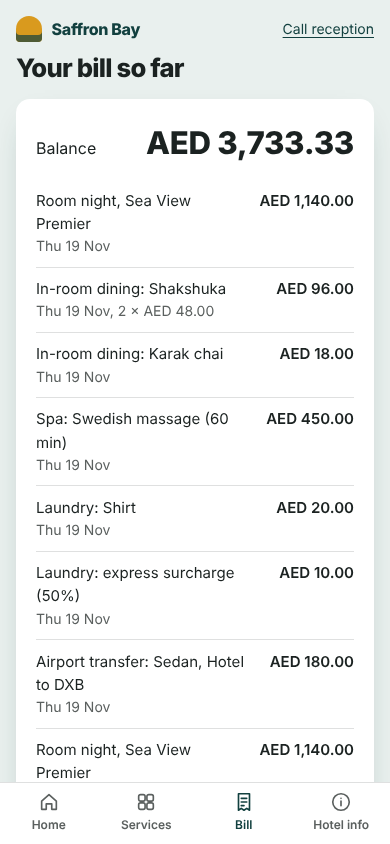 Saffron Bay
Call reception
Your bill so far
Balance AED 3,733.33
Room night, Sea View Premier AED 1,140.00
Thu 19 Nov
In-room dining: Shakshuka AED 96.00
Thu 19 Nov, 2 × AED 48.00
In-room dining: Karak chai AED 18.00
Thu 19 Nov
Spa: Swedish massage (60 min) AED 450.00
Thu 19 Nov
Laundry: Shirt AED 20.00
Thu 19 Nov
Laundry: express surcharge (50%) AED 10.00
Thu 19 Nov
Airport transfer: Sedan, Hotel to DXB AED 180.00
Thu 19 Nov
Room night, Sea View Premier AED 1,140.00
Home
Services
Bill
Hotel info